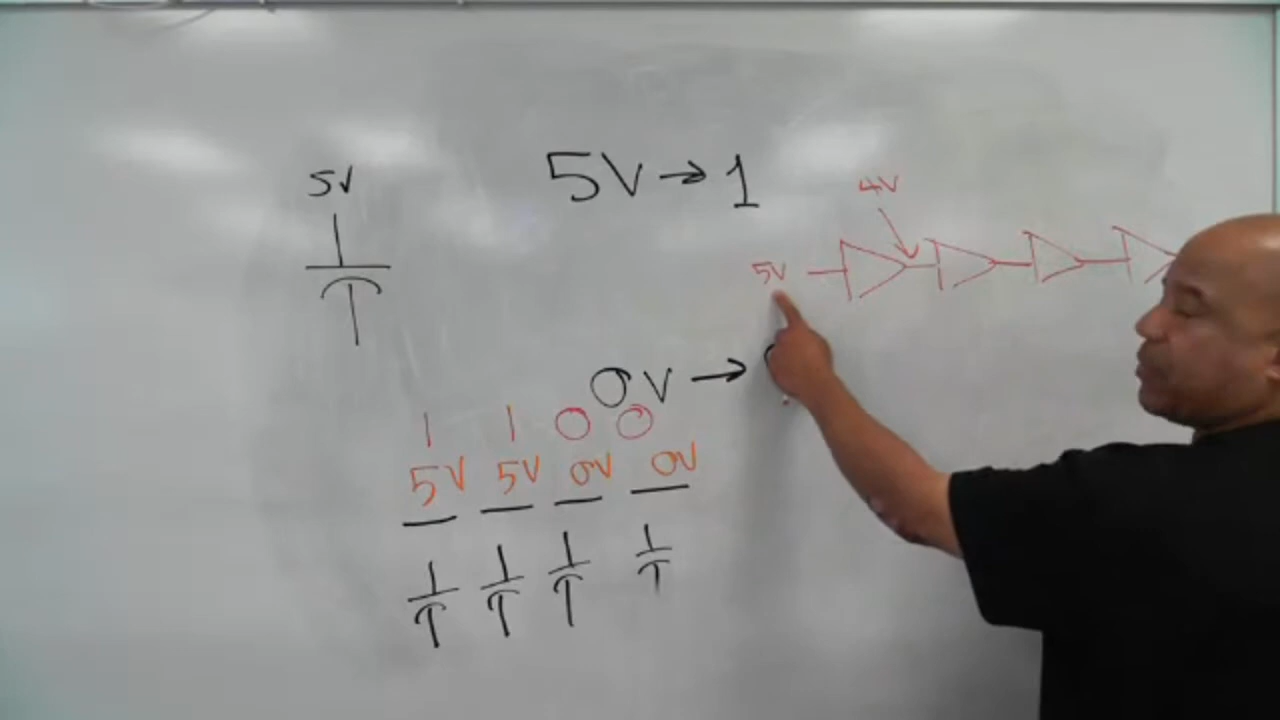 5V
5V → 1
4V
5V
0V →
1 1 0 0
5V 5V 0V 0V